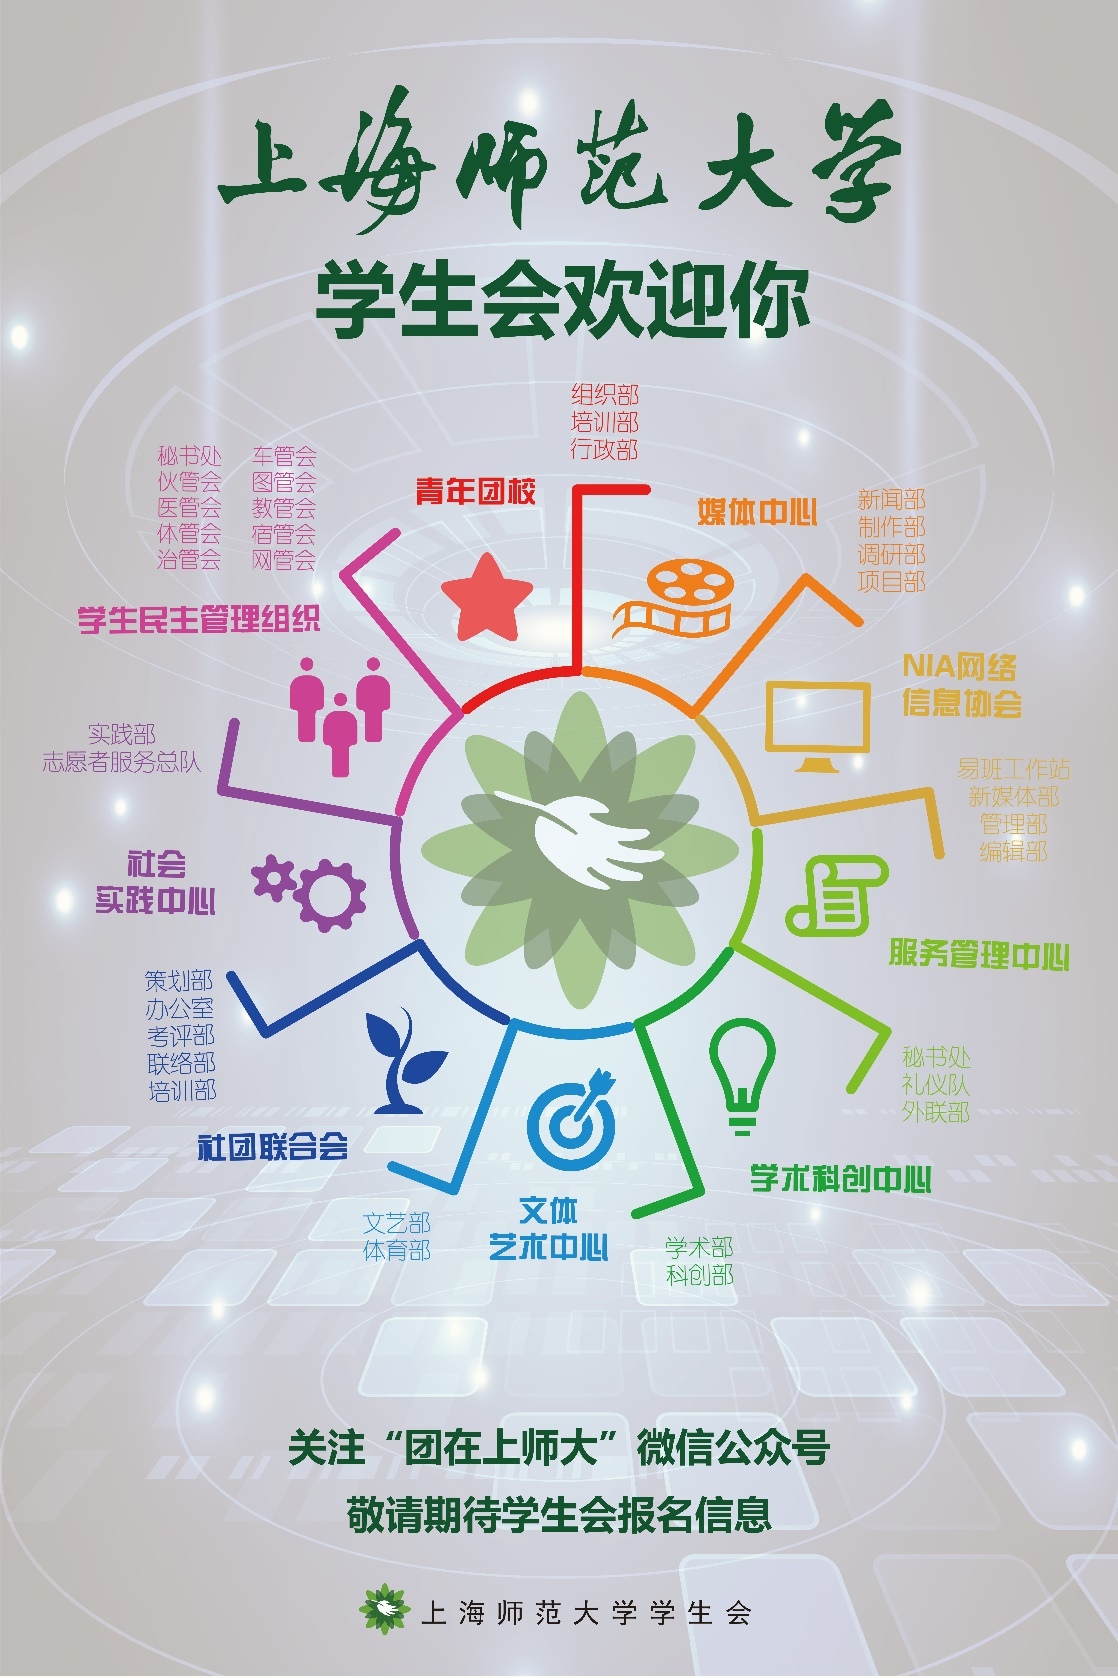 上海师范大学
学生会欢迎你
组织部
培训部
行政部
青年团校
媒体中心
新闻部
制作部
调研部
项目部
NIA网络
信息协会
易班工作站
新媒体部
管理部
编辑部
服务管理中心
秘书处
礼仪队
外联部
学术科创中心
学术部
科创部
文体
艺术中心
文艺部
体育部
社团联合会
策划部
办公室
考评部
联络部
培训部
社会
实践中心
实践部
志愿者服务总队
学生民主管理组织
秘书处 车管会
伙管会 图管会
医管会 教管会
体管会 宿管会
治管会 网管会
关注“团在上师大”微信公众号
敬请期待学生会报名信息
上海师范大学学生会